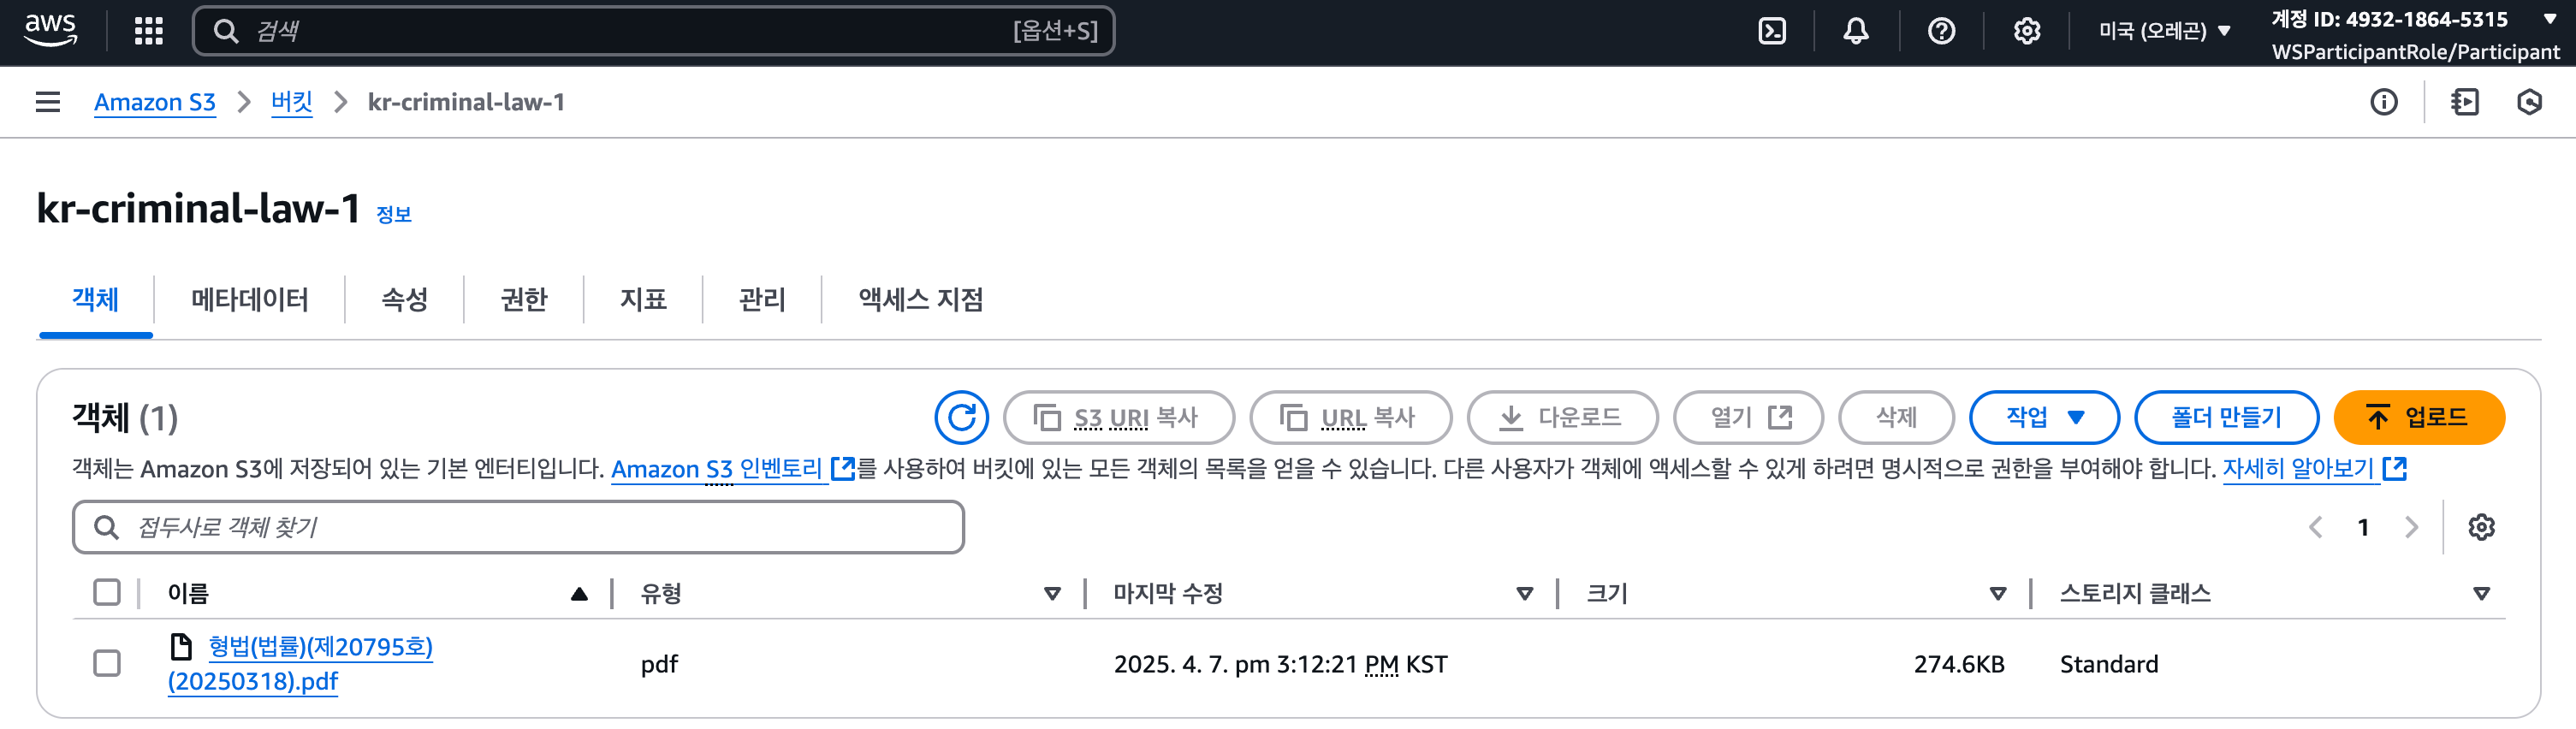 aws
검색
[옵션+S]
미국 (오레곤)
계정 ID: 4932-1864-5315
WSParticipantRole/Participant
Amazon S3
버킷
kr-criminal-law-1
kr-criminal-law-1 정보
객체
메타데이터
속성
권한
지표
관리
액세스 지점
객체 (1)
S3 URI 복사
URL 복사
다운로드
열기
삭제
작업
폴더 만들기
업로드
객체는 Amazon S3에 저장되어 있는 기본 엔터티입니다. Amazon S3 인벤토리 를 사용하여 버킷에 있는 모든 객체의 목록을 얻을 수 있습니다. 다른 사용자가 객체에 액세스할 수 있게 하려면 명시적으로 권한을 부여해야 합니다. 자세히 알아보기
접두사로 객체 찾기
1
이름
유형
마지막 수정
크기
스토리지 클래스
형법(법률)(제20795호)
(20250318).pdf
pdf
2025. 4. 7. pm 3:12:21 PM KST
274.6KB
Standard